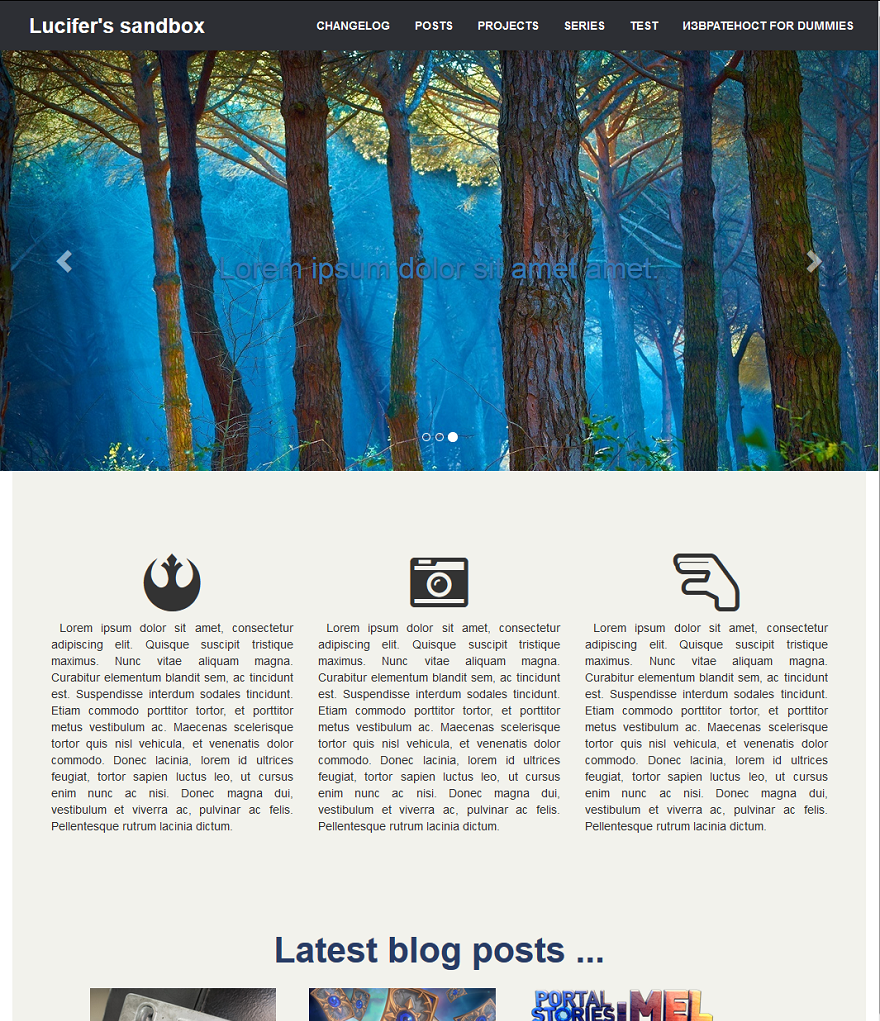 Lucifer's sandbox
CHANGELOG POSTS PROJECTS SERIES TEST ИЗВРАТЕНОСТ FOR DUMMIES
Lorem ipsum dolor sit amet amet..
Lorem ipsum dolor sit amet, consectetur
adipiscing elit. Quisque suscipit tristique
maximus. Nunc vitae aliquam magna.
Curabitur elementum blandit sem, ac tincidunt
est. Suspendisse interdum sodales tincidunt.
Etiam commodo porttitor tortor, et porttitor
metus vestibulum ac. Maecenas scelerisque
tortor quis nisl vehicula, et venenatis dolor
commodo. Donec lacinia, lorem id ultrices
feugiat, tortor sapien luctus leo, ut cursus
enim nunc ac nisi. Donec magna dui,
vestibulum et viverra ac, pulvinar ac felis.
Pellentesque rutrum lacinia dictum.
Lorem ipsum dolor sit amet, consectetur
adipiscing elit. Quisque suscipit tristique
maximus. Nunc vitae aliquam magna.
Curabitur elementum blandit sem, ac tincidunt
est. Suspendisse interdum sodales tincidunt.
Etiam commodo porttitor tortor, et porttitor
metus vestibulum ac. Maecenas scelerisque
tortor quis nisl vehicula, et venenatis dolor
commodo. Donec lacinia, lorem id ultrices
feugiat, tortor sapien luctus leo, ut cursus
enim nunc ac nisi. Donec magna dui,
vestibulum et viverra ac, pulvinar ac felis.
Pellentesque rutrum lacinia dictum.
Lorem ipsum dolor sit amet, consectetur
adipiscing elit. Quisque suscipit tristique
maximus. Nunc vitae aliquam magna.
Curabitur elementum blandit sem, ac tincidunt
est. Suspendisse interdum sodales tincidunt.
Etiam commodo porttitor tortor, et porttitor
metus vestibulum ac. Maecenas scelerisque
tortor quis nisl vehicula, et venenatis dolor
commodo. Donec lacinia, lorem id ultrices
feugiat, tortor sapien luctus leo, ut cursus
enim nunc ac nisi. Donec magna dui,
vestibulum et viverra ac, pulvinar ac felis.
Pellentesque rutrum lacinia dictum.
Latest blog posts ...
PORTAL
STORIES: MEL